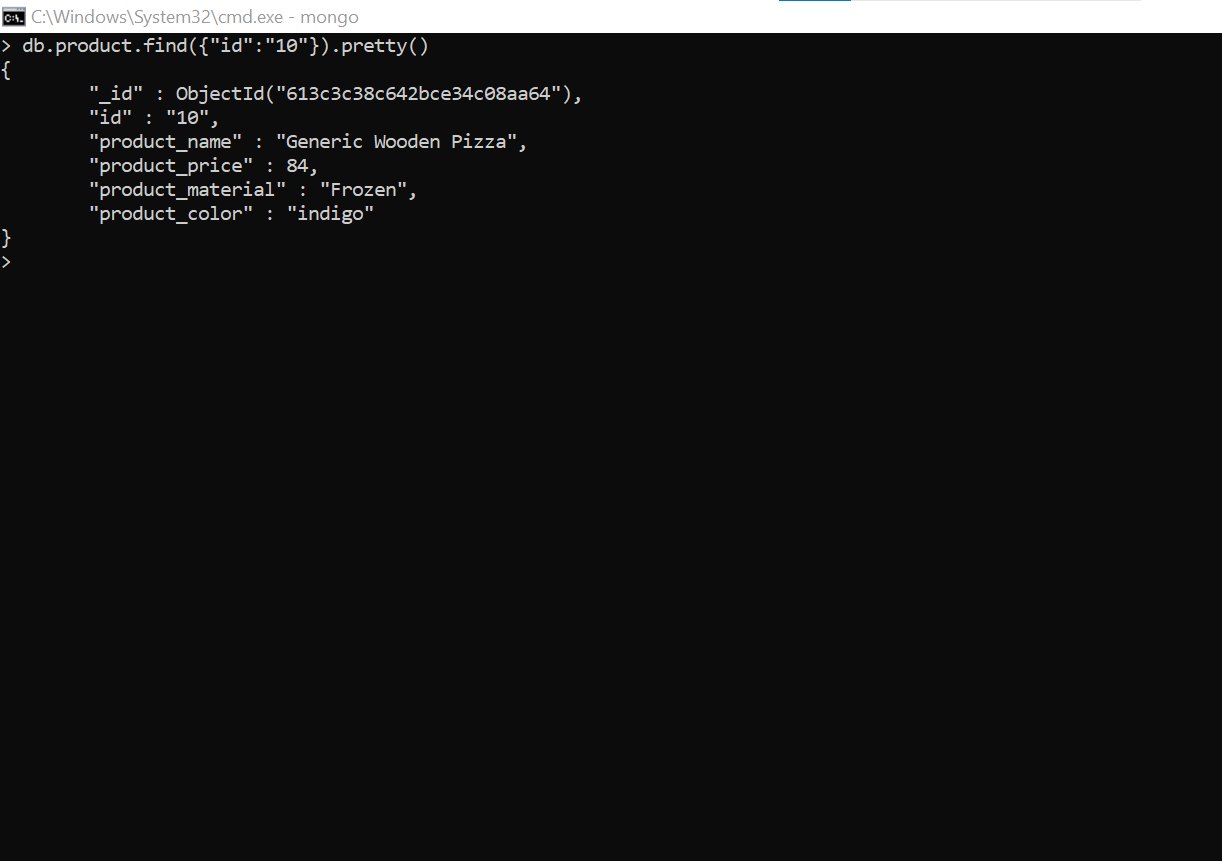 C:\Windows\System32\cmd.exe - mongo
> db.product.find({"id":"10"}).pretty()
{
        "_id" : ObjectId("613c3c38c642bce34c08aa64"),
        "id" : "10",
        "product_name" : "Generic Wooden Pizza",
        "product_price" : 84,
        "product_material" : "Frozen",
        "product_color" : "indigo"
}
>